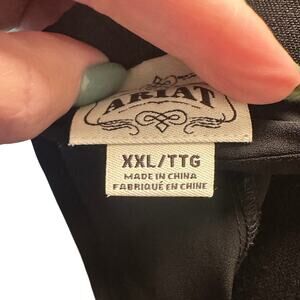 ARIAT
XXL/TTG
MADE IN CHINA
FABRIQUÉ EN CHINE